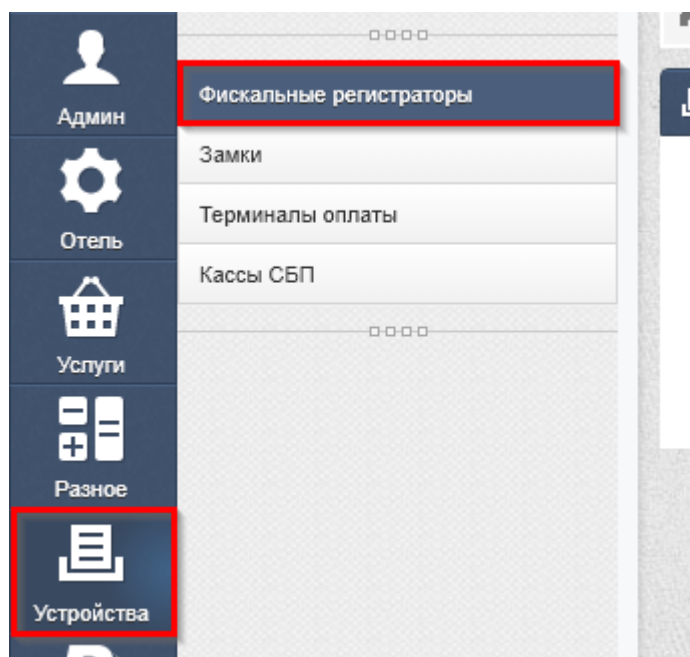 Админ
Отель
Услуги
Разное
Устройства
Фискальные регистраторы
Замки
Терминалы оплаты
Кассы СБП